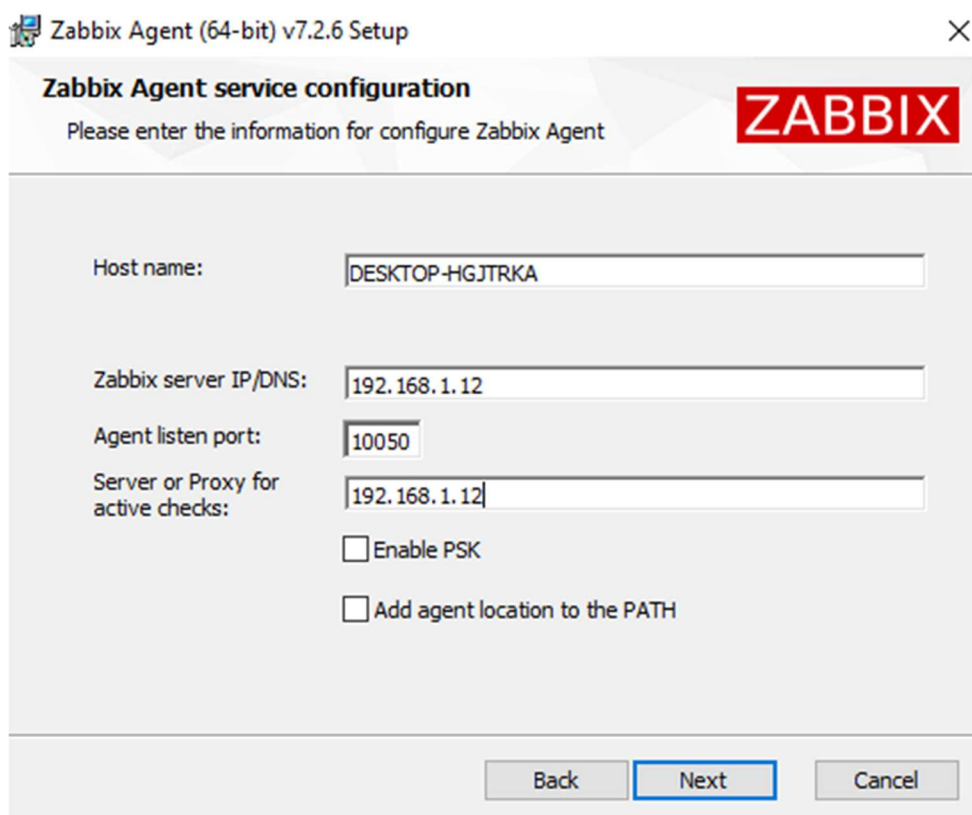 Zabbix Agent (64-bit) v7.2.6 Setup
Zabbix Agent service configuration
Please enter the information for configure Zabbix Agent
ZABBIX
Host name:
DESKTOP-HGJTRKA
Zabbix server IP/DNS:
192.168.1.12
Agent listen port:
10050
Server or Proxy for
active checks:
192.168.1.12
Enable PSK
Add agent location to the PATH
Back
Next
Cancel